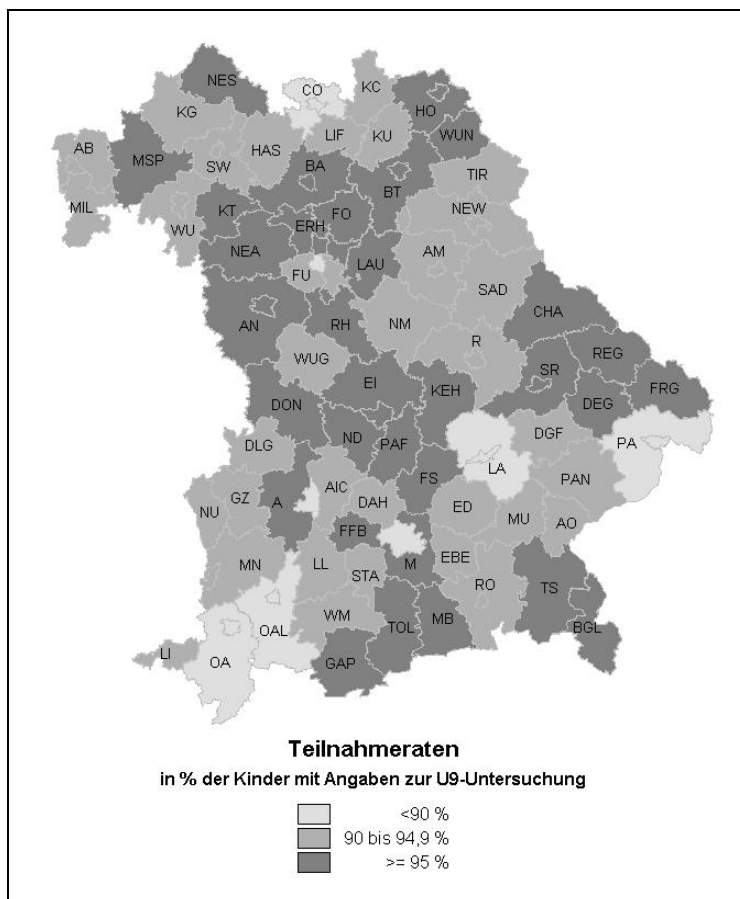 NES
CO
KC
HO
KG
LIF
KU
WUN
AB
MSP
HAS
SW
BA
TIR
BT
MIL
WU
KT
FO
NEW
ERH
NEA
AM
LAU
FU
SAD
CHA
AN
RH
NM
R
WUG
REG
SR
EI
KEH
FRG
DEG
DON
ND
DGF
PA
DLG
PAF
LA
PAN
AIC
FS
GZ
A
DAH
ED
NU
MU
AO
FFB
MN
LL
M
EBE
STA
RO
TS
WM
OAL
TOL
MB
BGL
LI
OA
GAP
Teilnahmeraten
in % der Kinder mit Angaben zur U9-Untersuchung
<90 %
90 bis 94,9 %
>= 95 %